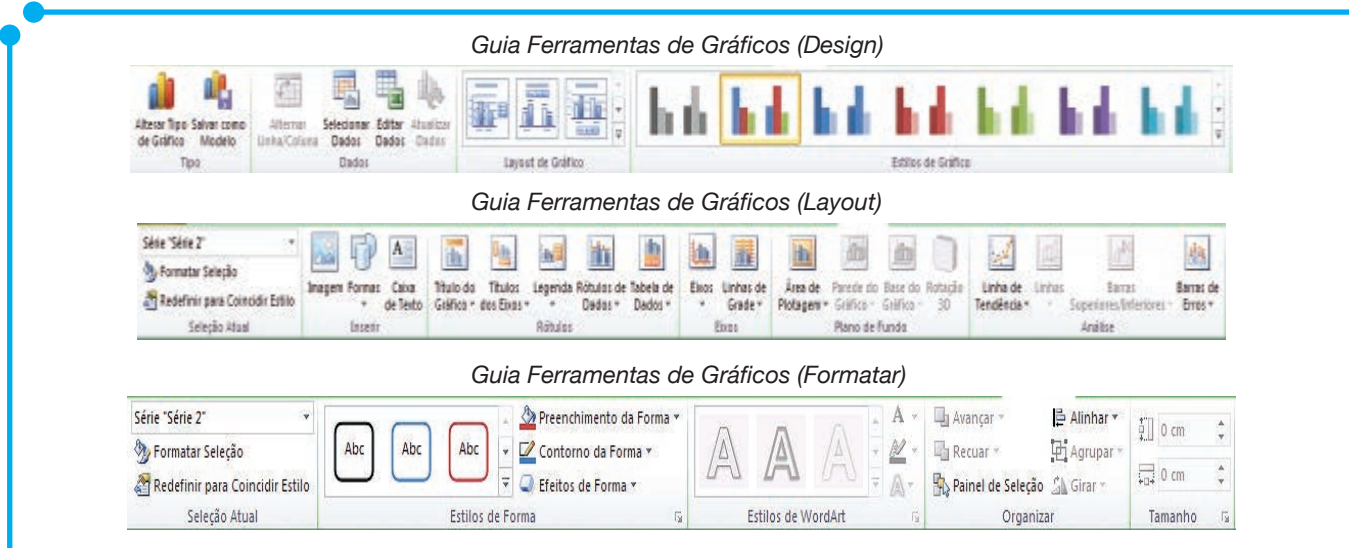 Guia Ferramentas de Gráficos (Design)
Alterar Tipo de Gráfico
Salvar como Modelo
Alternar Linha/Coluna
Selecionar Dados
Editar Dados
Atualizar Dados
Tipo
Dados
Layout de Gráfico
Estilos de Gráfico
Guia Ferramentas de Gráficos (Layout)
Série "Série 2"
Formatar Seleção
Redefinir para Coincidir Estilo
Imagem
Formas
Caixa de Texto
Título do Gráfico
Títulos dos Eixos
Legenda
Rótulos de Dados
Tabela de Dados
Eixos
Linhas de Grade
Área de Plotagem
Parede do Gráfico
Base do Gráfico
Rotação 3D
Linha de Tendência
Linhas
Barras Superiores/Inferiores
Barras de Erros
Seleção Atual
Inserir
Rótulos
Eixos
Plano de Fundo
Análise
Guia Ferramentas de Gráficos (Formatar)
Série "Série 2"
Formatar Seleção
Redefinir para Coincidir Estilo
Seleção Atual
Abc
Abc
Abc
Preenchimento da Forma
Contorno da Forma
Efeitos de Forma
Estilos de Forma
A A A
A
A
Estilos de WordArt
Avançar
Recuar
Painel de Seleção
Alinhar
Agrupar
Girar
Organizar
0 cm
0 cm
Tamanho